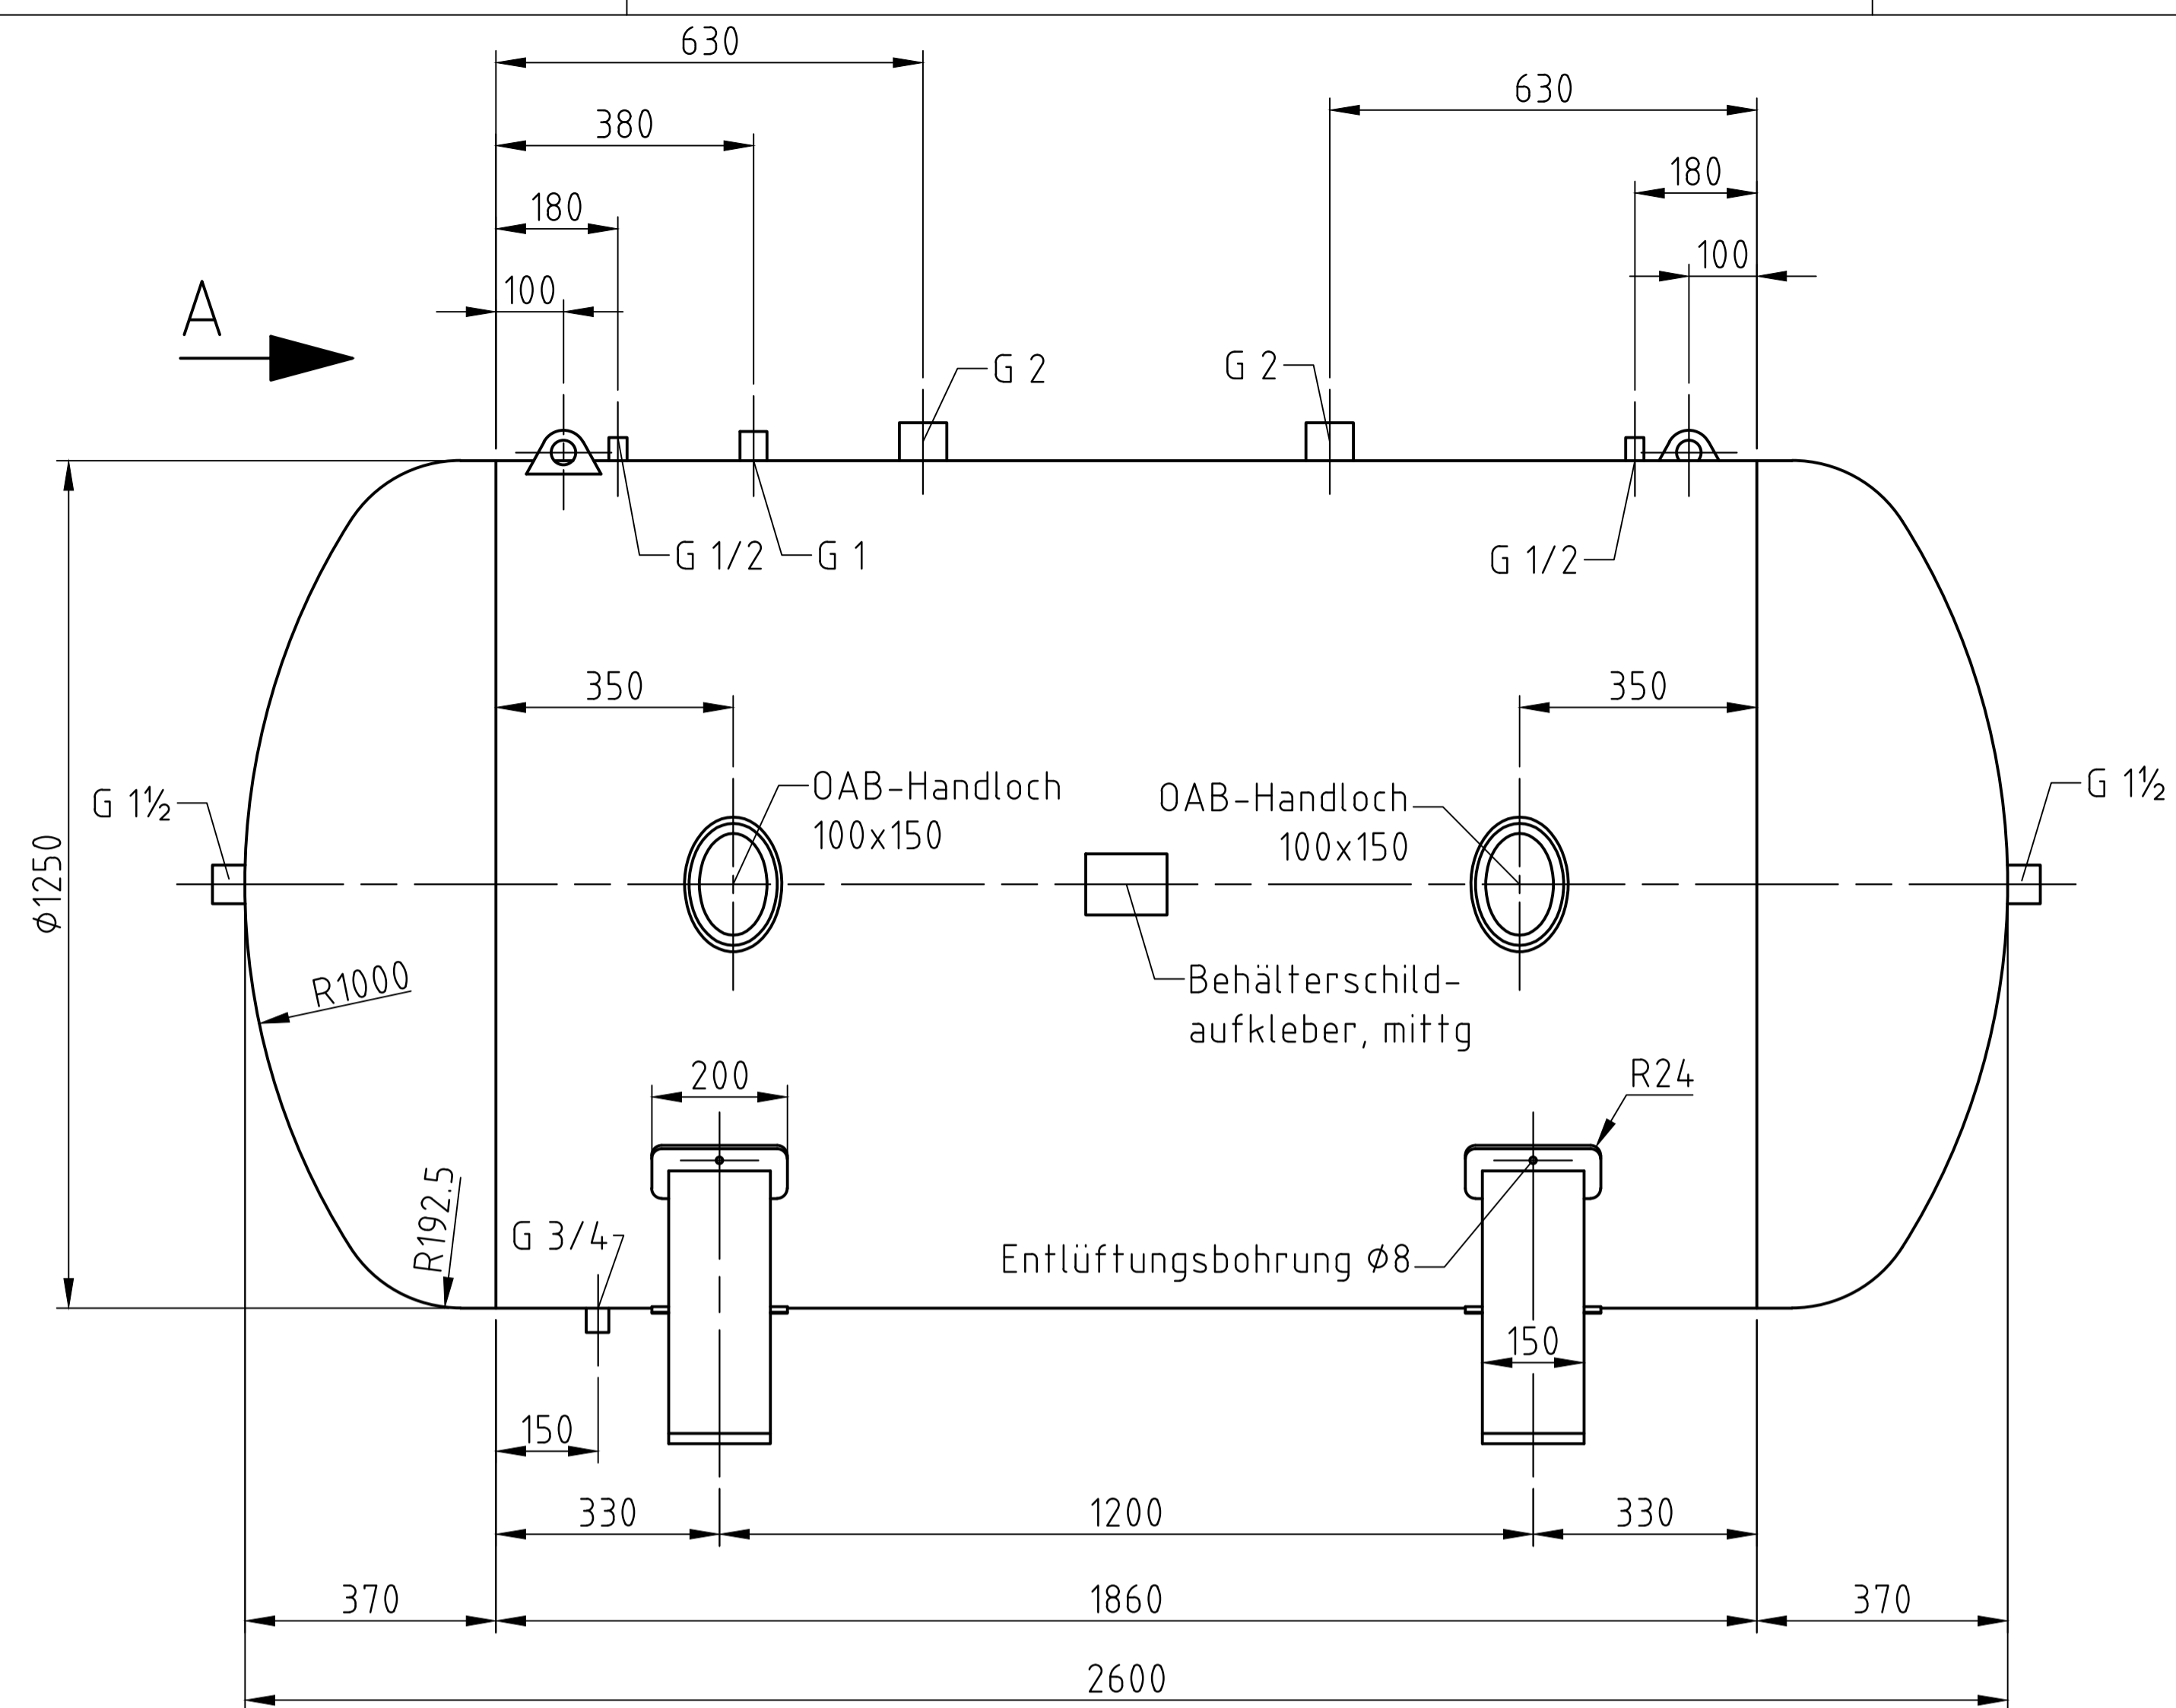 630
630
380
180
180
100
100
A
G 2
G 2
G 1/2
G 1
G 1/2
350
350
OAB-Handloch
100x150
OAB-Handloch
100x150
G 1½
G 1½
ϕ1250
R1000
Behälterschild-
aufkleber, mittg
200
R24
R192.5
G 3/4
Entlüftungsbohrung ϕ8
150
150
330
1200
330
370
1860
370
2600